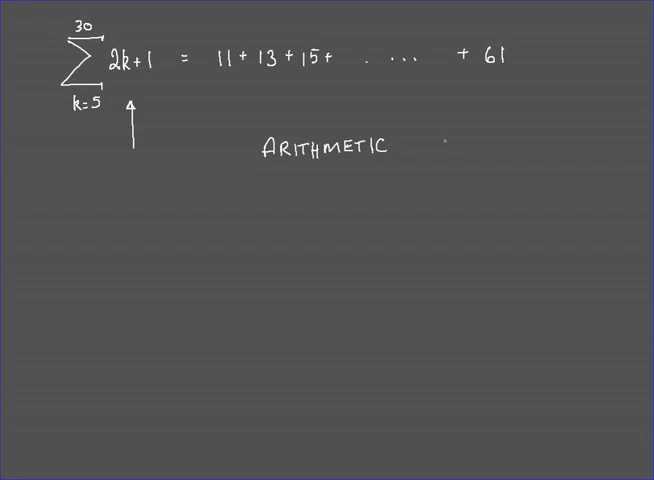 30
∑ 2k+1 = 11 + 13 + 15 + . ... + 61
k=5
ARITHMETIC